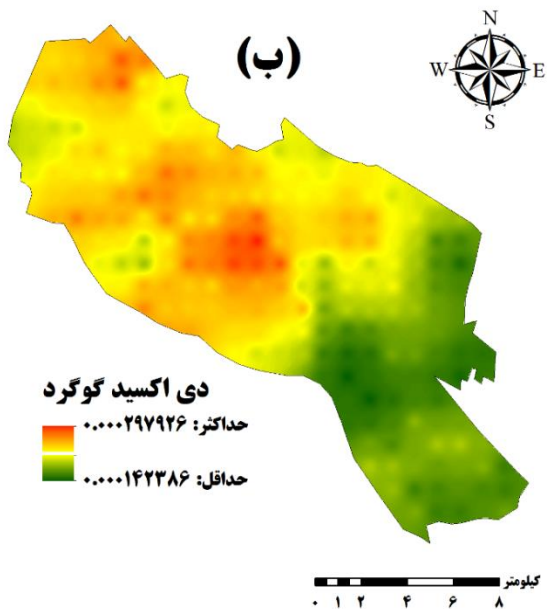 (ب)
N
W E
S
دی اکسید گوگرد
حداکثر: ۰.۰۰۰۲۹۷۹۲۶
حداقل: ۰.۰۰۰۱۴۲۳۸۶
کیلومتر
۰ ۱ ۲ ۴ ۶ ۸